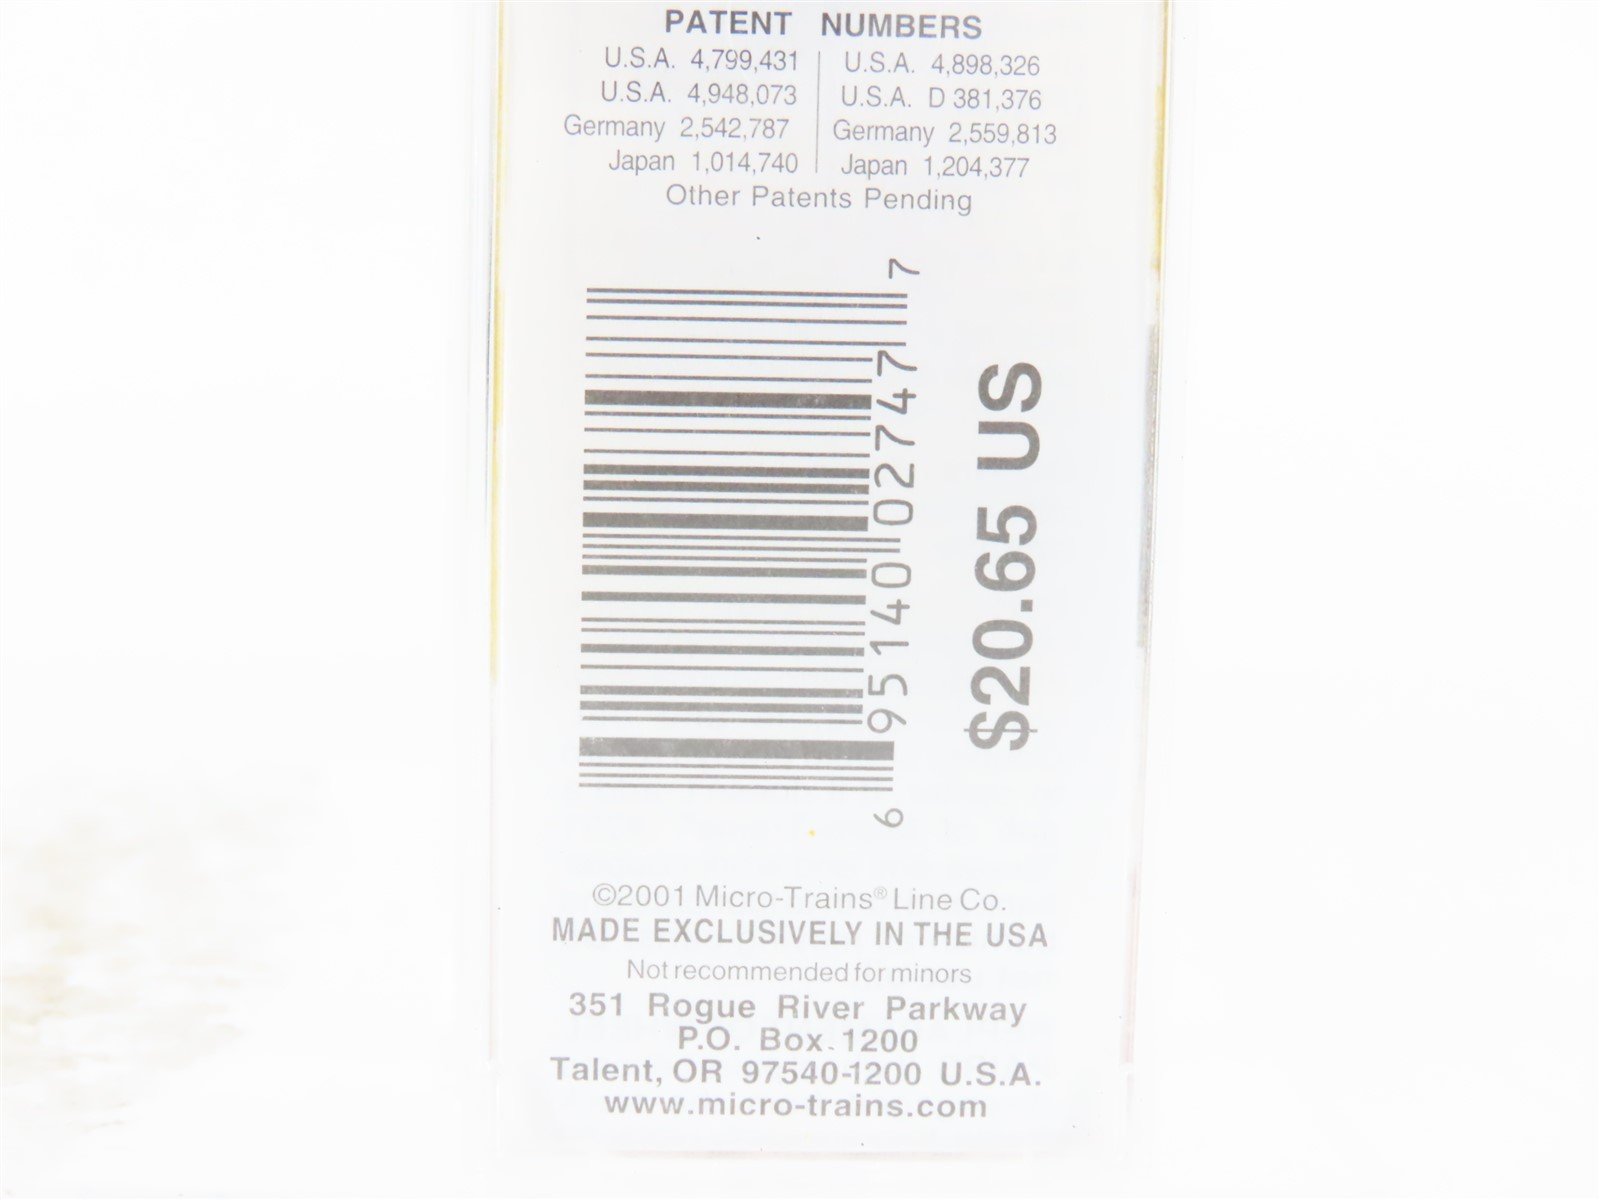 PATENT NUMBERS
U.S.A. 4,799,431 U.S.A. 4,898,326
U.S.A. 4,948,073 U.S.A. D 381,376
Germany 2,542,787 Germany 2,559,813
Japan 1,014,740 Japan 1,204,377
Other Patents Pending
6 95140 02747 7
$20.65 US
©2001 Micro-Trains® Line Co.
MADE EXCLUSIVELY IN THE USA
Not recommended for minors
351 Rogue River Parkway
P.O. Box 1200
Talent, OR 97540-1200 U.S.A.
www.micro-trains.com